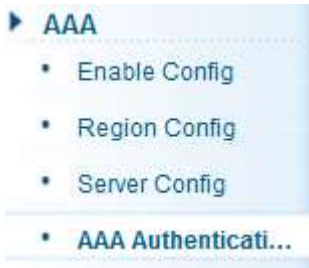 AAA
Enable Config
Region Config
Server Config
AAA Authenticati...